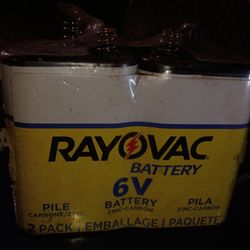 RAYOVAC
BATTERY
6V
PILE BATTERY PILA
CARBONE/ZINC ZINC-CARBON ZINC-CARBON
2 PACK | EMBALLAGE | PAQUETE